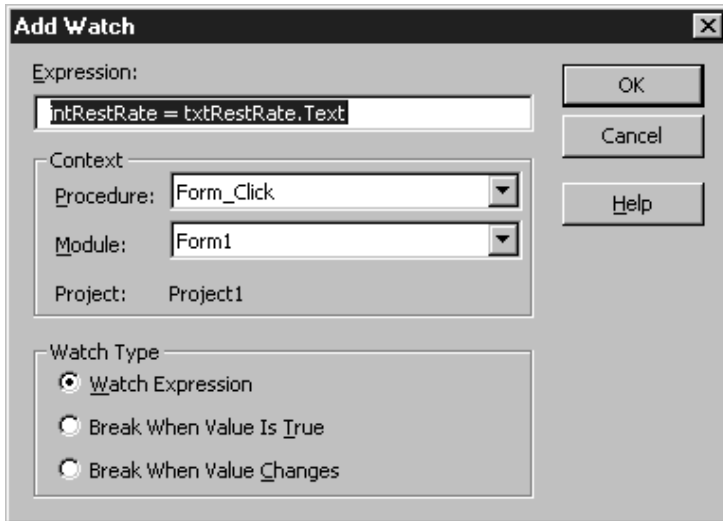 Add Watch
Expression:
intRestRate = txtRestRate.Text
OK
Cancel
Help
Context
Procedure: Form_Click
Module: Form1
Project: Project1
Watch Type
Watch Expression
Break When Value Is True
Break When Value Changes